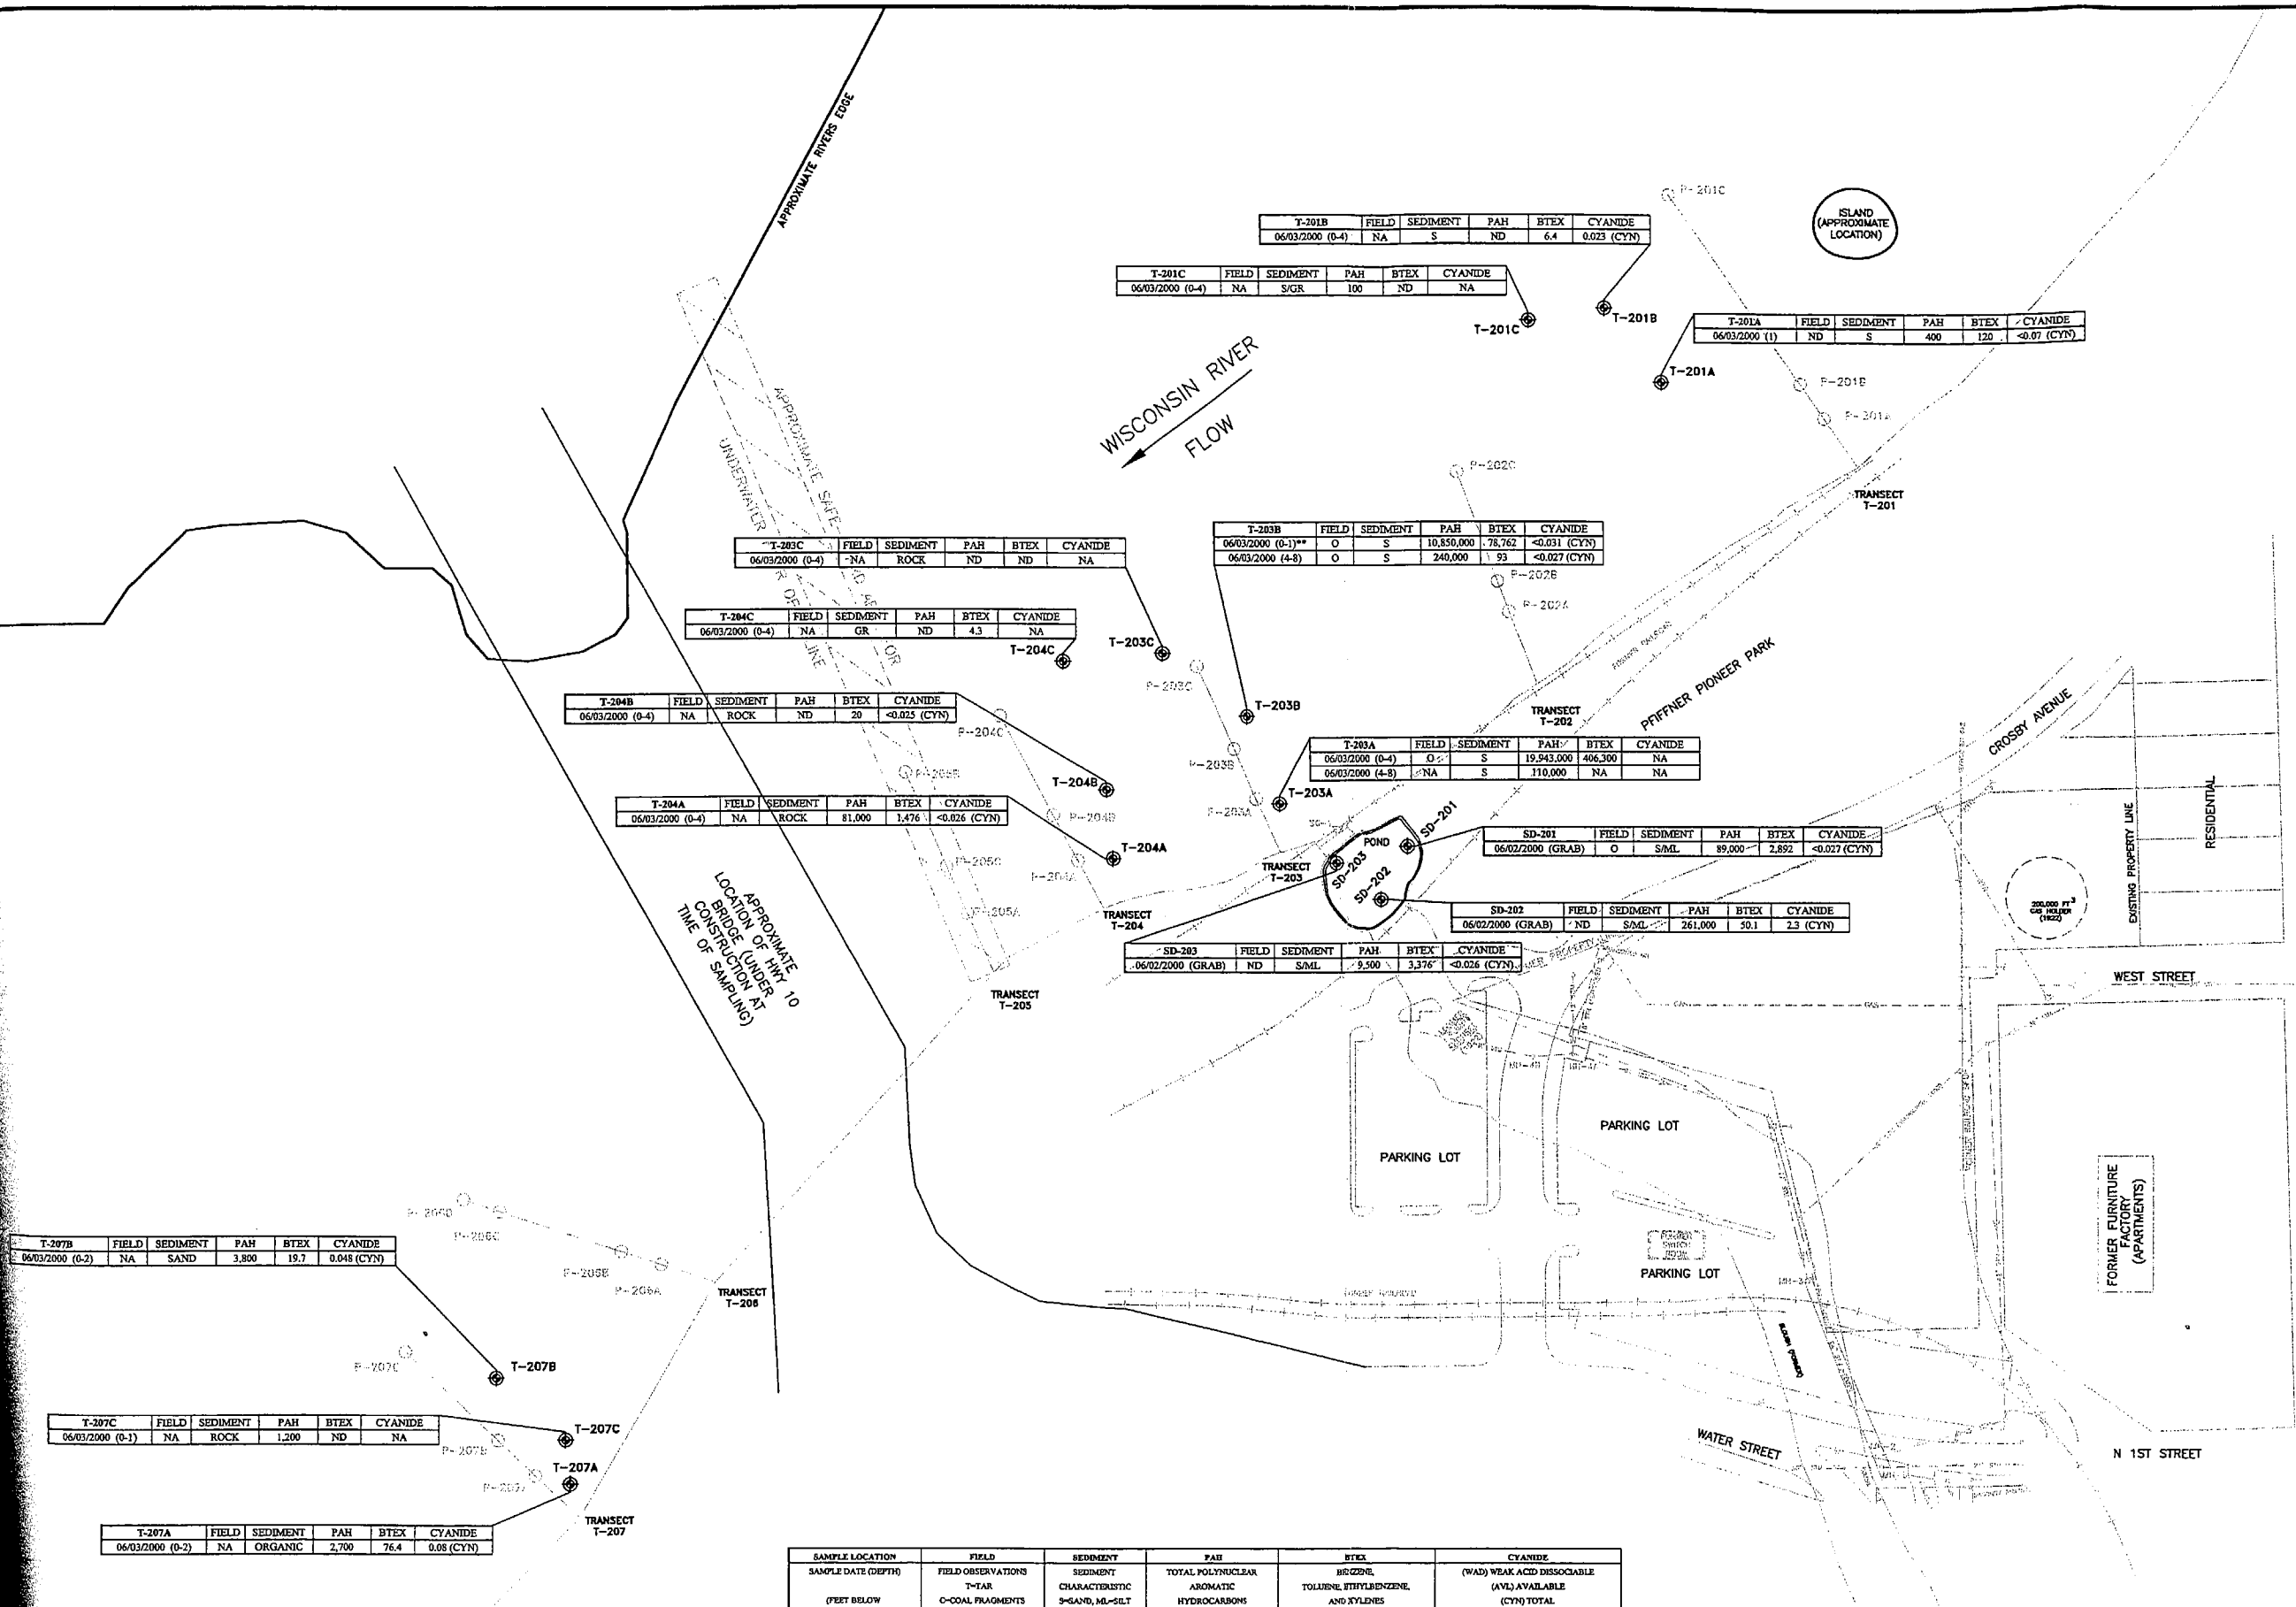 APPROXIMATE RIVERS EDGE
P-201C
ISLAND
(APPROXIMATE
LOCATION)
T-201B FIELD SEDIMENT PAH BTEX CYANIDE
06/03/2000 (0-4) NA S ND 6.4 0.023 (CYN)
T-201C FIELD SEDIMENT PAH BTEX CYANIDE
06/03/2000 (0-4) NA S/GR 100 ND NA
T-201C
T-201B
T-201A FIELD SEDIMENT PAH BTEX CYANIDE
06/03/2000 (1) ND S 400 120 <0.07 (CYN)
T-201A
P-201B
P-301A
WISCONSIN RIVER
FLOW
P-202C
TRANSECT
T-201
T-203B FIELD SEDIMENT PAH BTEX CYANIDE
06/03/2000 (0-1)** O S 10,850,000 78,762 <0.031 (CYN)
06/03/2000 (4-8) O S 240,000 93 <0.027 (CYN)
P-202B
P-202A
T-203C FIELD SEDIMENT PAH BTEX CYANIDE
06/03/2000 (0-4) NA ROCK ND ND NA
T-204C FIELD SEDIMENT PAH BTEX CYANIDE
06/03/2000 (0-4) NA GR ND 4.3 NA
T-204C
T-203C
P-203C
T-203B
APPROXIMATE
UNDERWATER
LINE
FORMER RAILROAD
PFIFFNER PIONEER PARK
TRANSECT
T-202
CROSBY AVENUE
T-204B FIELD SEDIMENT PAH BTEX CYANIDE
06/03/2000 (0-4) NA ROCK ND 20 <0.025 (CYN)
P-204C
P-203B
T-203A FIELD SEDIMENT PAH BTEX CYANIDE
06/03/2000 (0-4) O S 19,943,000 406,300 NA
06/03/2000 (4-8) NA S 110,000 NA NA
T-204B
T-203A
P-203A
P-204B
T-204A FIELD SEDIMENT PAH BTEX CYANIDE
06/03/2000 (0-4) NA ROCK 81,000 1,476 <0.026 (CYN)
T-204A
P-204A
P-205C
P-205A
TRANSECT
T-203
TRANSECT
T-204
TRANSECT
T-205
POND
SD-201
SD-203
SD-202
SD-201 FIELD SEDIMENT PAH BTEX CYANIDE
06/02/2000 (GRAB) O S/ML 89,000 2,892 <0.027 (CYN)
SD-202 FIELD SEDIMENT PAH BTEX CYANIDE
06/02/2000 (GRAB) ND S/ML 261,000 50.1 2.3 (CYN)
SD-203 FIELD SEDIMENT PAH BTEX CYANIDE
06/02/2000 (GRAB) ND S/ML 9,500 3,376 <0.026 (CYN)
EXISTING PROPERTY LINE
RESIDENTIAL
200,000 FT3
GAS HOLDER
(1922)
WEST STREET
APPROXIMATE
LOCATION OF HWY 10
BRIDGE (UNDER
CONSTRUCTION AT
TIME OF SAMPLING)
PARKING LOT
PARKING LOT
PARKING LOT
FORMER FURNITURE
FACTORY
(APARTMENTS)
P-206D
P-206C
P-206B
P-206A
TRANSECT
T-206
T-207B FIELD SEDIMENT PAH BTEX CYANIDE
06/03/2000 (0-2) NA SAND 3,800 19.7 0.048 (CYN)
P-207C
T-207B
T-207C FIELD SEDIMENT PAH BTEX CYANIDE
06/03/2000 (0-1) NA ROCK 1,200 ND NA
T-207C
P-207B
T-207A
TRANSECT
T-207
T-207A FIELD SEDIMENT PAH BTEX CYANIDE
06/03/2000 (0-2) NA ORGANIC 2,700 76.4 0.08 (CYN)
SLOUGH (FORMER)
WATER STREET
N 1ST STREET
SAMPLE LOCATION FIELD SEDIMENT PAH BTEX CYANIDE
SAMPLE DATE (DEPTH) FIELD OBSERVATIONS SEDIMENT TOTAL POLYNUCLEAR BENZENE, (WAD) WEAK ACID DISSOCIABLE
T=TAR CHARACTERISTIC AROMATIC TOLUENE, ETHYLBENZENE, (AVL) AVAILABLE
(FEET BELOW C=COAL FRAGMENTS S=SAND, ML=SILT HYDROCARBONS AND XYLENES (CYN) TOTAL